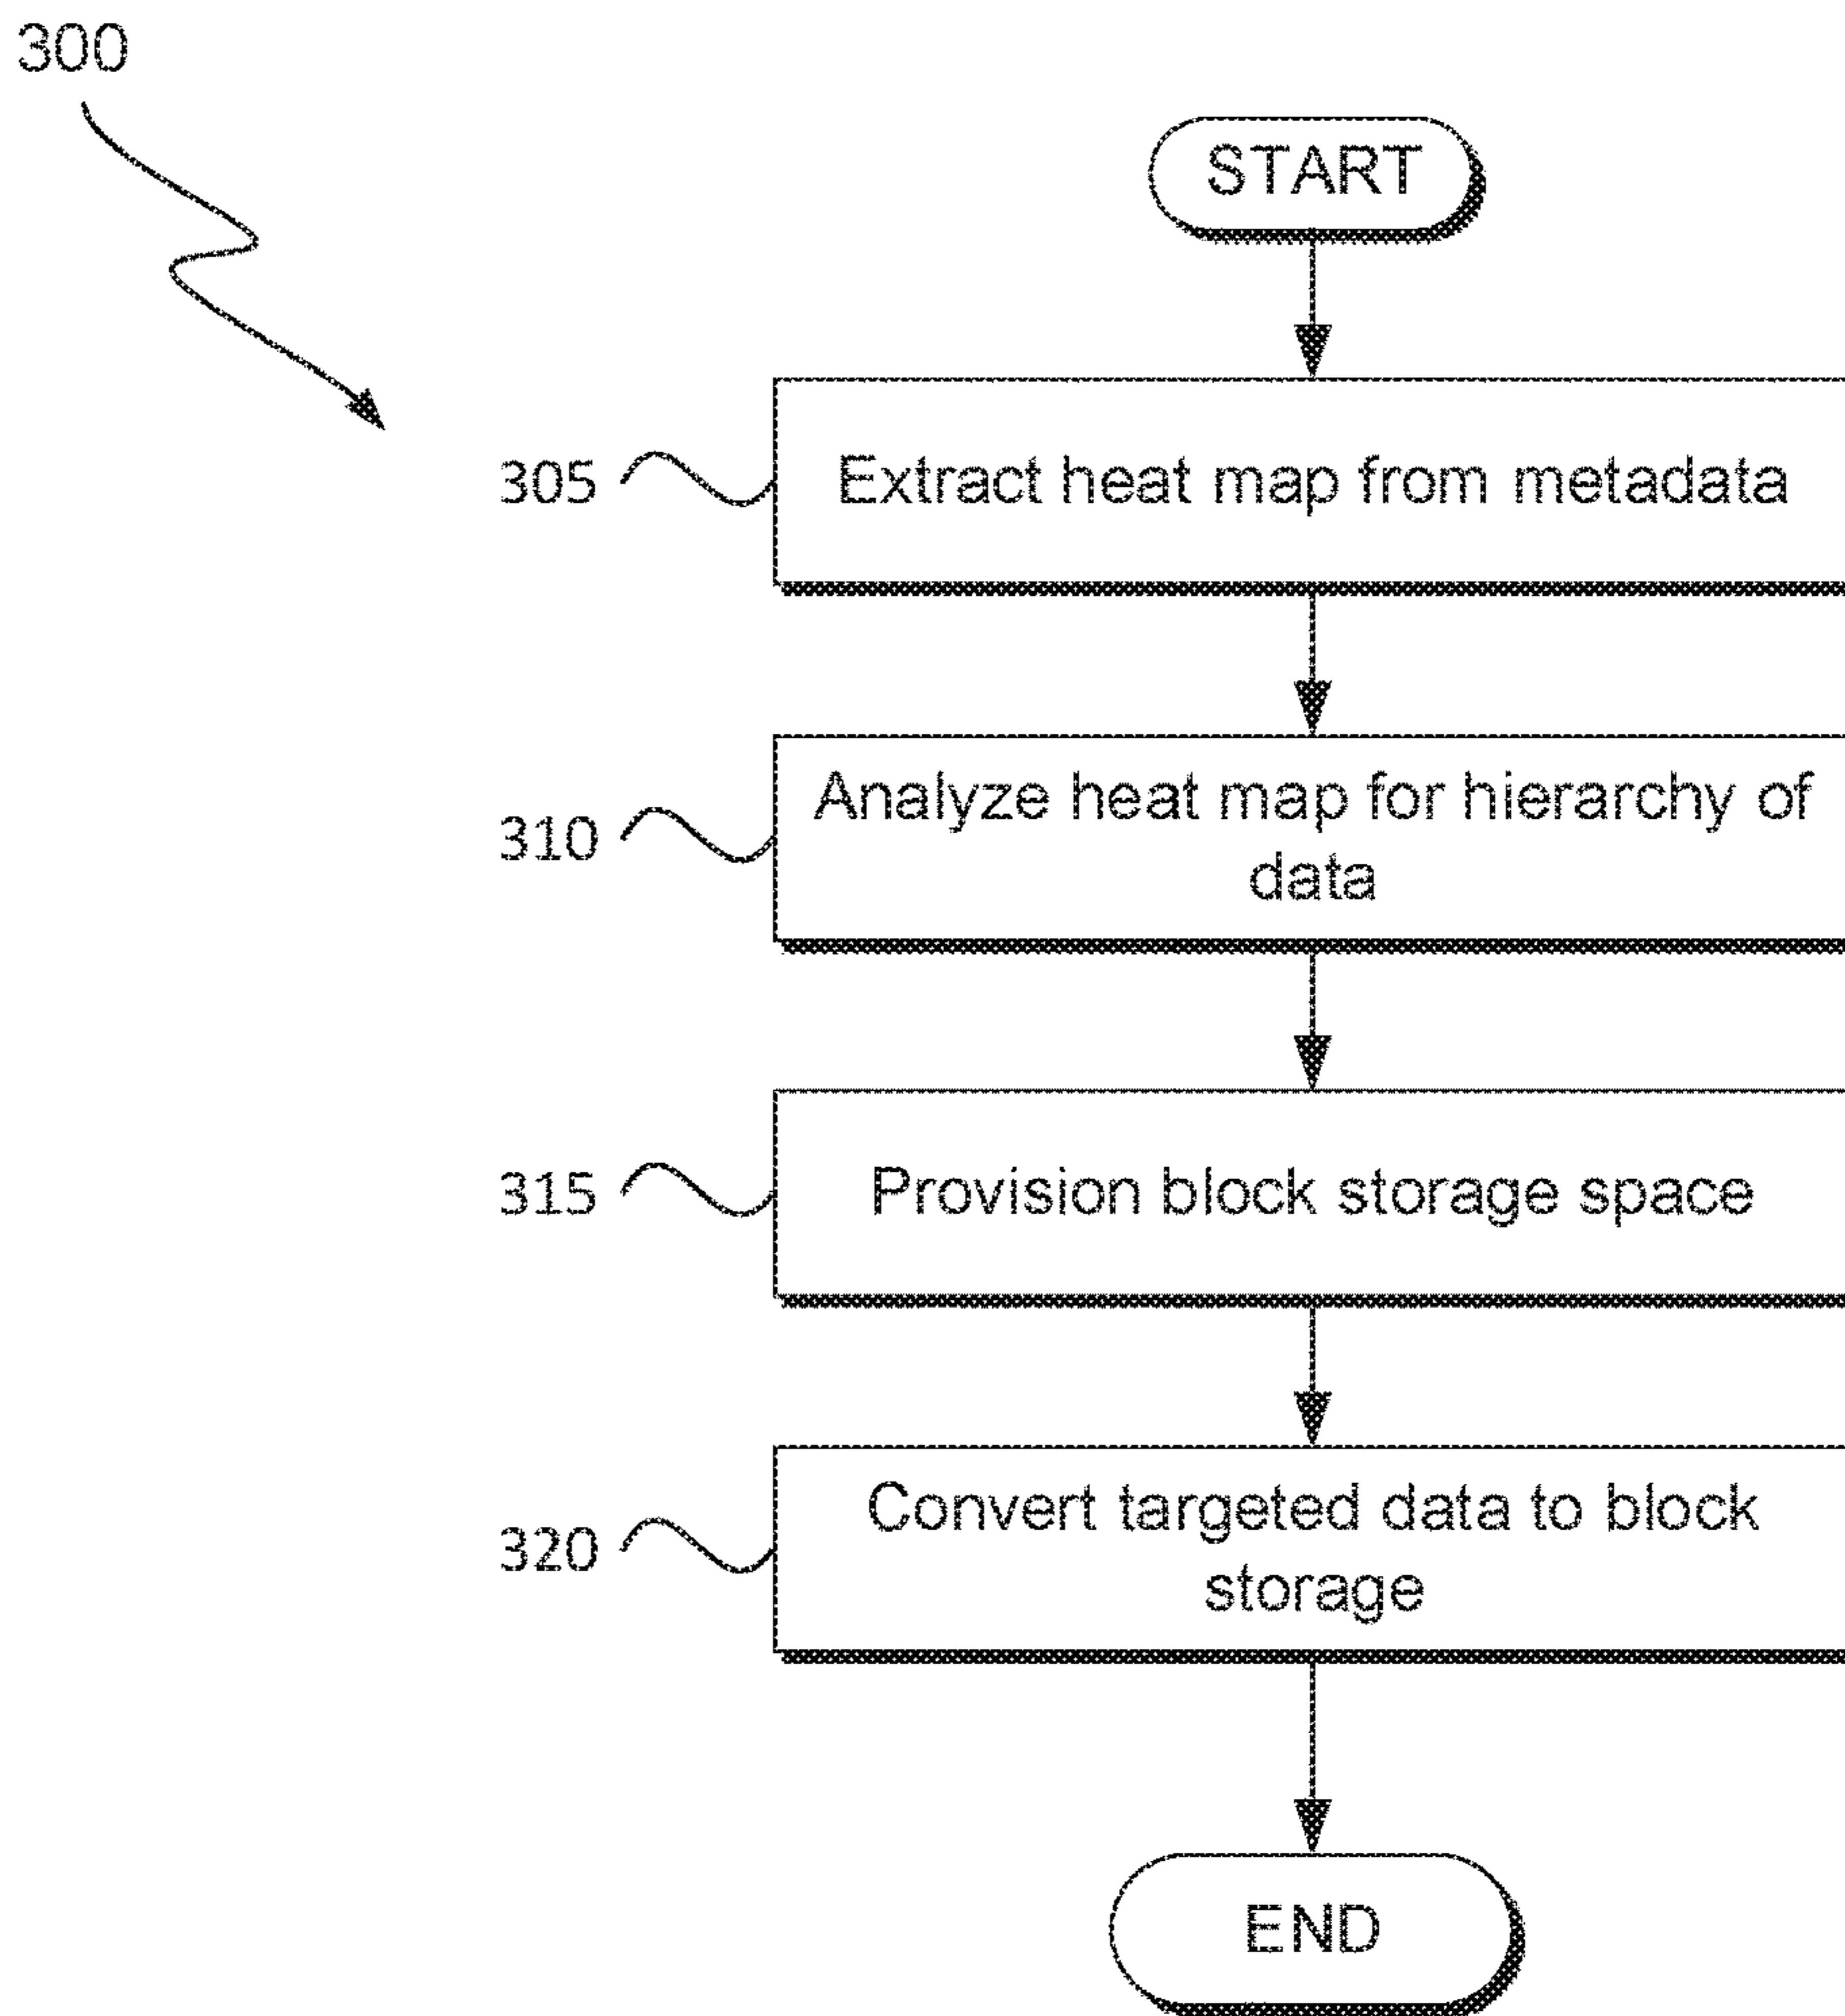 300
START
305
Extract heat map from metadata
310
Analyze heat map for hierarchy of
data
315
Provision block storage space
320
Convert targeted data to block
storage
END